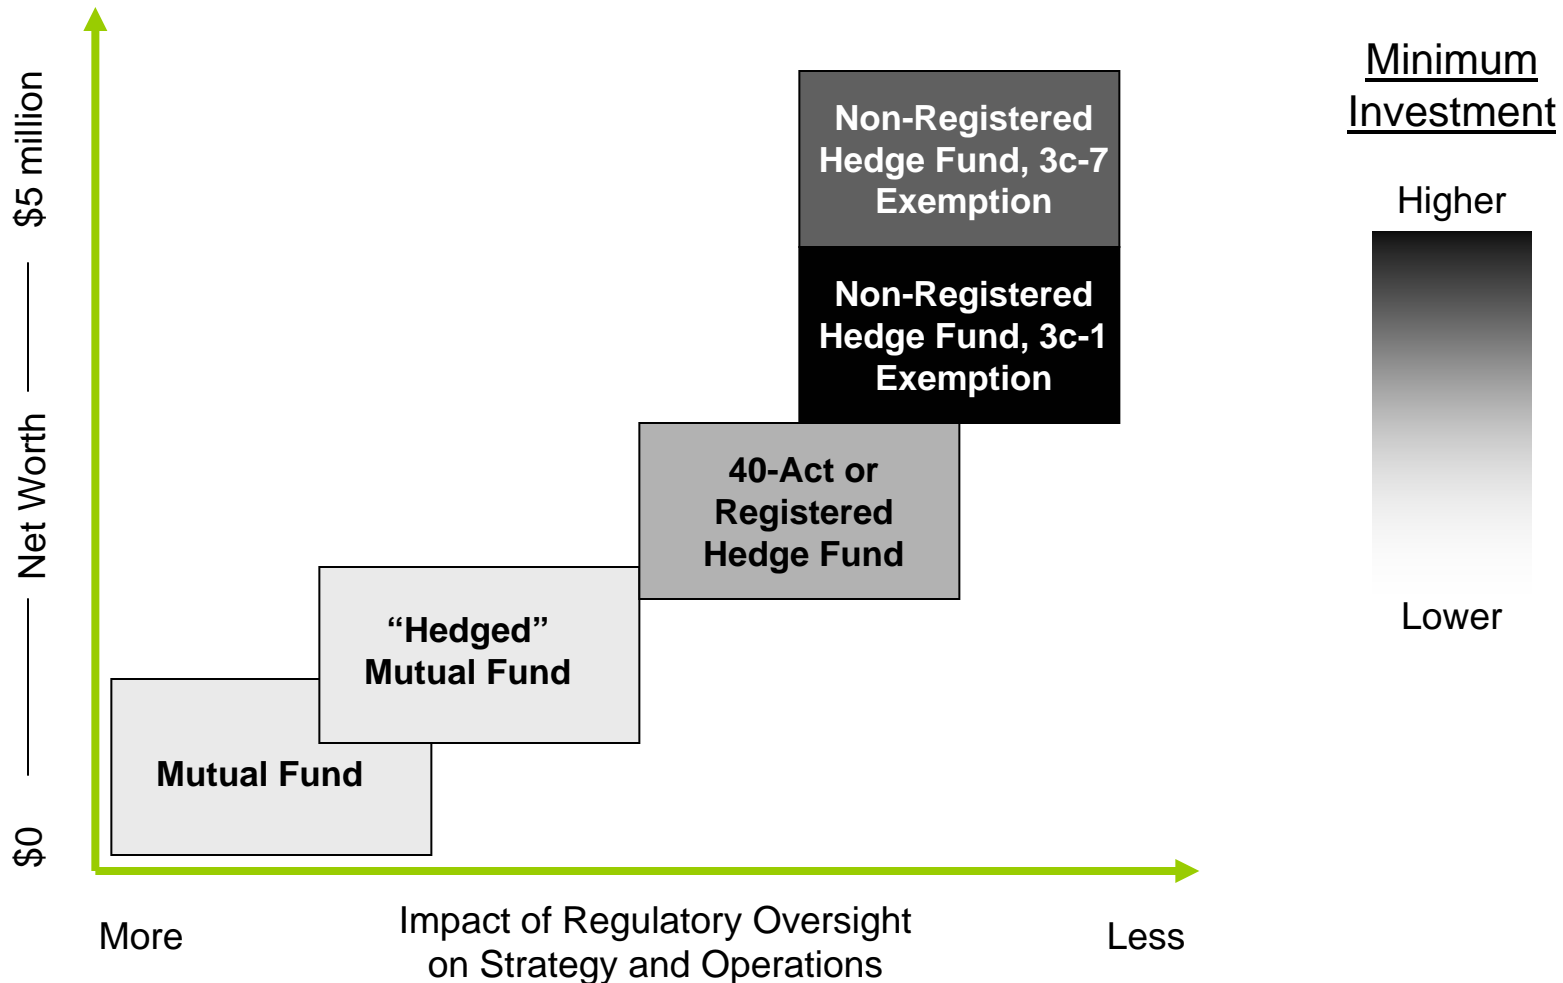 $5 million
Net Worth
$0
Non-Registered
Hedge Fund, 3c-7
Exemption
Non-Registered
Hedge Fund, 3c-1
Exemption
40-Act or
Registered
Hedge Fund
“Hedged”
Mutual Fund
Mutual Fund
More
Impact of Regulatory Oversight
on Strategy and Operations
Less
Minimum
Investment
Higher
Lower